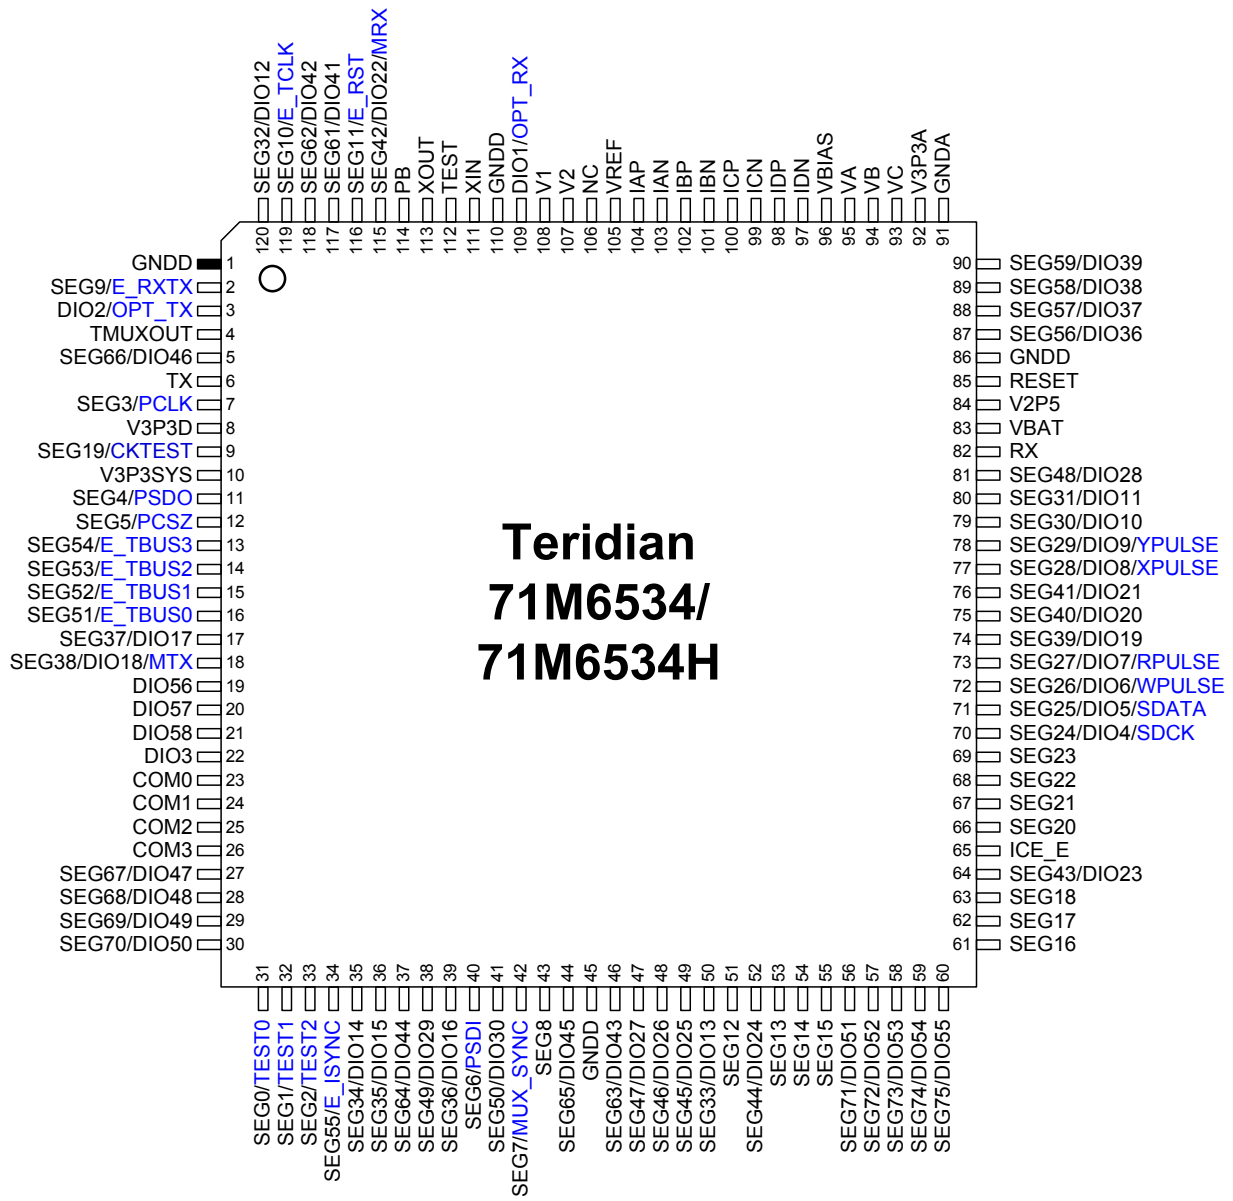 SEG32/DIO12
SEG10/E_TCLK
SEG62/DIO42
SEG61/DIO41
SEG11/E_RST
SEG42/DIO22/MRX
PB
XOUT
TEST
XIN
GNDD
DIO1/OPT_RX
V1
V2
NC
VREF
IAP
IAN
IBP
IBN
ICP
ICN
IDP
IDN
VBIAS
VA
VB
VC
V3P3A
GNDA
120
119
118
117
116
115
114
113
112
111
110
109
108
107
106
105
104
103
102
101
100
99
98
97
96
95
94
93
92
91
GNDD 1
SEG9/E_RXTX 2
DIO2/OPT_TX 3
TMUXOUT 4
SEG66/DIO46 5
TX 6
SEG3/PCLK 7
V3P3D 8
SEG19/CKTEST 9
V3P3SYS 10
SEG4/PSDO 11
SEG5/PCSZ 12
SEG54/E_TBUS3 13
SEG53/E_TBUS2 14
SEG52/E_TBUS1 15
SEG51/E_TBUS0 16
SEG37/DIO17 17
SEG38/DIO18/MTX 18
DIO56 19
DIO57 20
DIO58 21
DIO3 22
COM0 23
COM1 24
COM2 25
COM3 26
SEG67/DIO47 27
SEG68/DIO48 28
SEG69/DIO49 29
SEG70/DIO50 30
Teridian
71M6534/
71M6534H
90 SEG59/DIO39
89 SEG58/DIO38
88 SEG57/DIO37
87 SEG56/DIO36
86 GNDD
85 RESET
84 V2P5
83 VBAT
82 RX
81 SEG48/DIO28
80 SEG31/DIO11
79 SEG30/DIO10
78 SEG29/DIO9/YPULSE
77 SEG28/DIO8/XPULSE
76 SEG41/DIO21
75 SEG40/DIO20
74 SEG39/DIO19
73 SEG27/DIO7/RPULSE
72 SEG26/DIO6/WPULSE
71 SEG25/DIO5/SDATA
70 SEG24/DIO4/SDCK
69 SEG23
68 SEG22
67 SEG21
66 SEG20
65 ICE_E
64 SEG43/DIO23
63 SEG18
62 SEG17
61 SEG16
31
32
33
34
35
36
37
38
39
40
41
42
43
44
45
46
47
48
49
50
51
52
53
54
55
56
57
58
59
60
SEG0/TEST0
SEG1/TEST1
SEG2/TEST2
SEG55/E_ISYNC
SEG34/DIO14
SEG35/DIO15
SEG64/DIO44
SEG49/DIO29
SEG36/DIO16
SEG6/PSDI
SEG50/DIO30
SEG7/MUX_SYNC
SEG8
SEG65/DIO45
GNDD
SEG63/DIO43
SEG47/DIO27
SEG46/DIO26
SEG45/DIO25
SEG33/DIO13
SEG12
SEG44/DIO24
SEG13
SEG14
SEG15
SEG71/DIO51
SEG72/DIO52
SEG73/DIO53
SEG74/DIO54
SEG75/DIO55